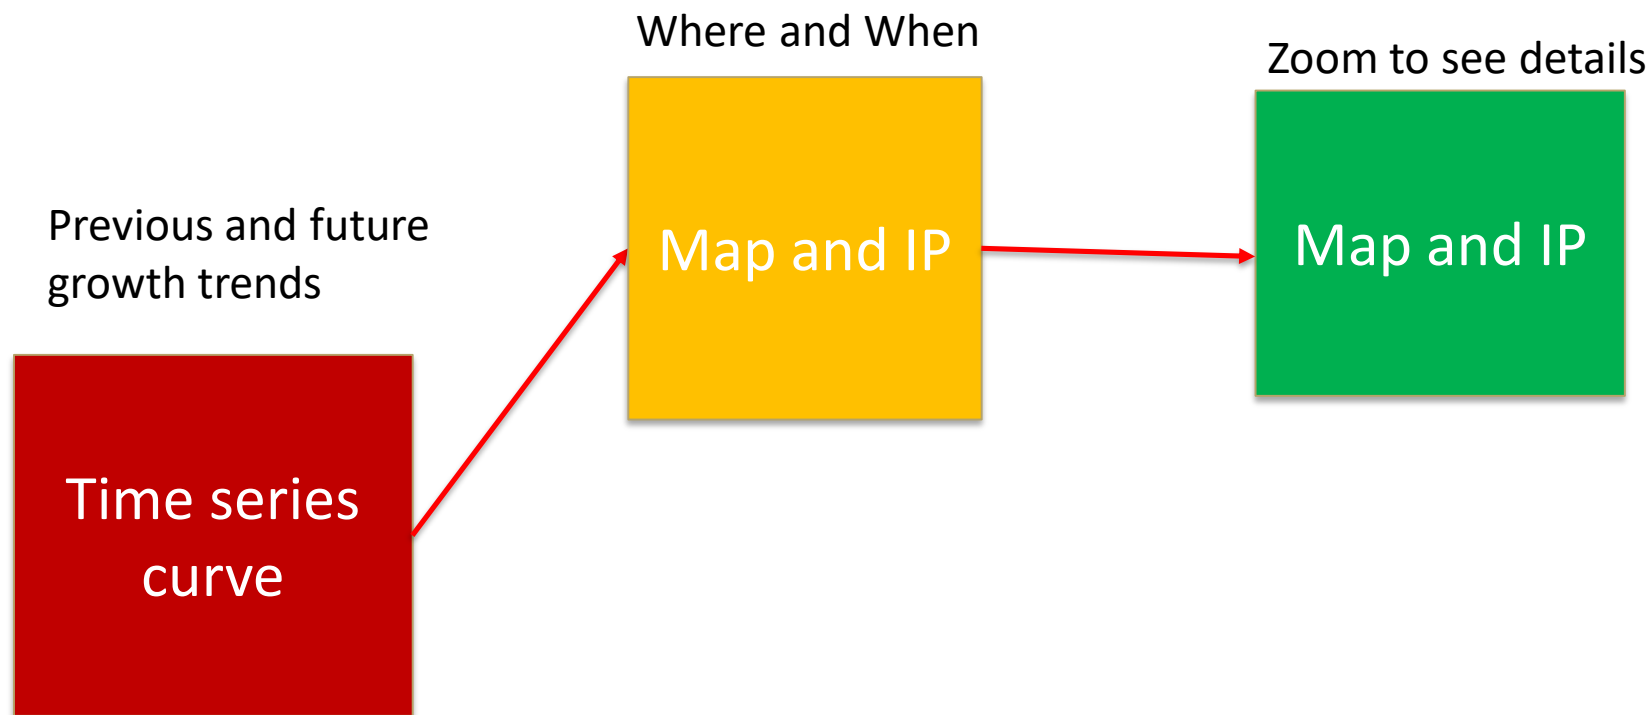 Where and When
Zoom to see details
Previous and future
growth trends
Map and IP
Map and IP
Time series
curve